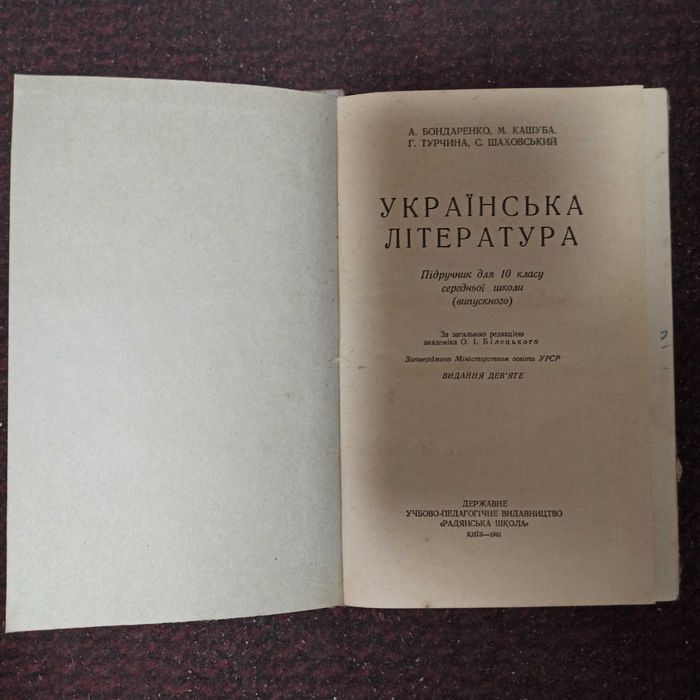 А. БОНДАРЕНКО, М. КАШУБА,
Г. ТУРЧИНА, С. ШАХОВСЬКИЙ
УКРАЇНСЬКА
ЛІТЕРАТУРА
Підручник для 10 класу
середньої школи
(випускного)
За загальною редакцією
академіка О. І. Білецького
Затверджено Міністерством освіти УРСР
ВИДАННЯ ДЕВ'ЯТЕ
ДЕРЖАВНЕ
УЧБОВО-ПЕДАГОГІЧНЕ ВИДАВНИЦТВО
«РАДЯНСЬКА ШКОЛА»
КИЇВ—1961